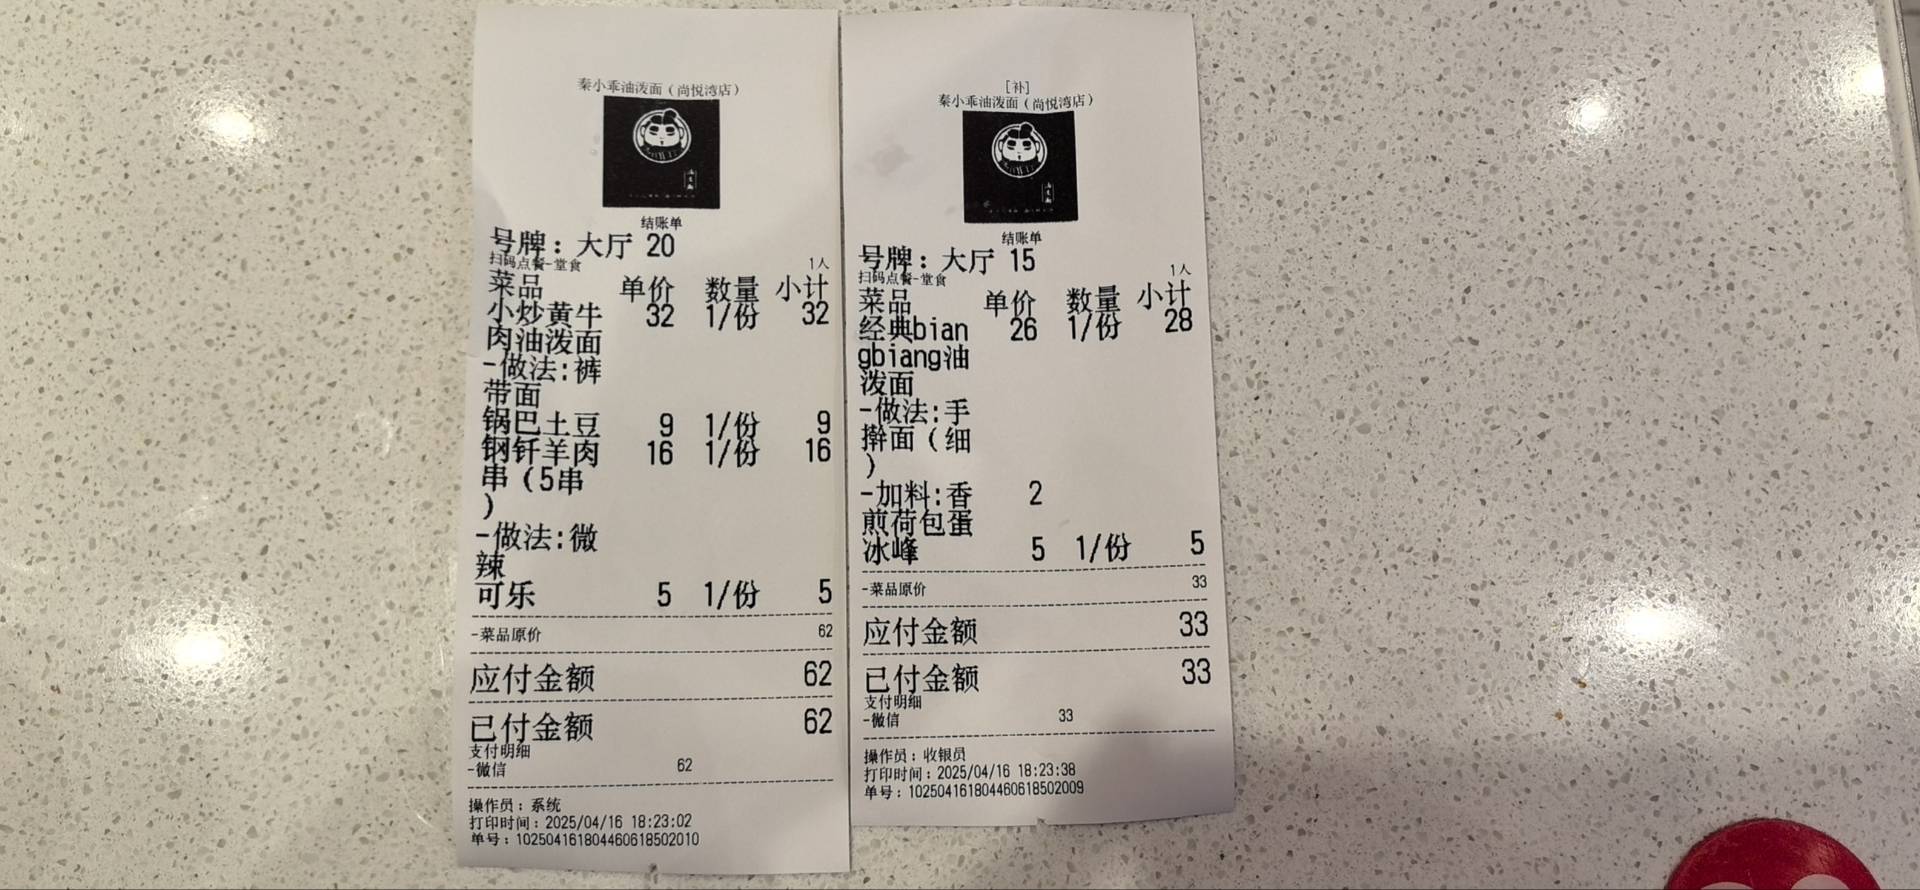 秦小乖油泼面（尚悦湾店）
结账单
号牌：大厅 20
扫码点餐-堂食 1人
菜品 单价 数量 小计
小炒黄牛 32 1/份 32
肉油泼面
-做法:裤
带面
锅巴土豆 9 1/份 9
钢钎羊肉 16 1/份 16
串（5串
）
-做法:微
辣
可乐 5 1/份 5
-菜品原价 62
应付金额 62
已付金额 62
支付明细
-微信 62
操作员：系统
打印时间：2025/04/16 18:23:02
单号：102504161804460618502010
[补]
秦小乖油泼面（尚悦湾店）
结账单
号牌：大厅 15
扫码点餐-堂食 1人
菜品 单价 数量 小计
经典bian 26 1/份 28
gbiang油
泼面
-做法:手
擀面（细
）
-加料:香 2
煎荷包蛋
冰峰 5 1/份 5
-菜品原价 33
应付金额 33
已付金额 33
支付明细
-微信 33
操作员：收银员
打印时间：2025/04/16 18:23:38
单号：102504161804460618502009